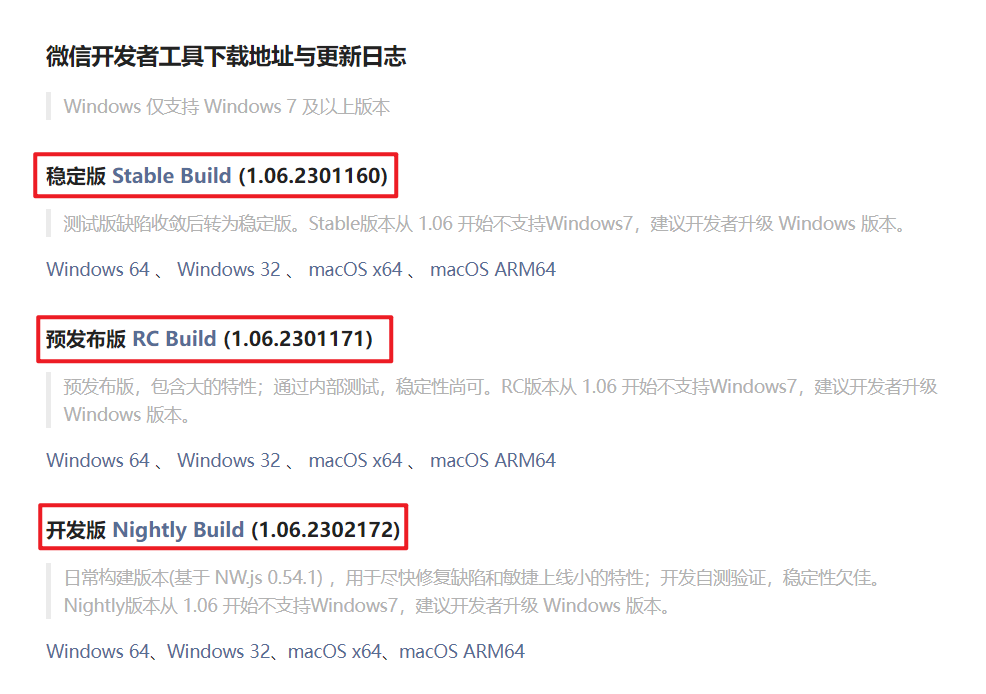 微信开发者工具下载地址与更新日志
Windows 仅支持 Windows 7 及以上版本
稳定版 Stable Build (1.06.2301160)
测试版缺陷收敛后转为稳定版。Stable版本从 1.06 开始不支持Windows7，建议开发者升级 Windows 版本。
Windows 64 、 Windows 32 、 macOS x64 、 macOS ARM64
预发布版 RC Build (1.06.2301171)
预发布版，包含大的特性；通过内部测试，稳定性尚可。RC版本从 1.06 开始不支持Windows7，建议开发者升级
Windows 版本。
Windows 64 、 Windows 32 、 macOS x64 、 macOS ARM64
开发版 Nightly Build (1.06.2302172)
日常构建版本(基于 NW.js 0.54.1) ，用于尽快修复缺陷和敏捷上线小的特性；开发自测验证，稳定性欠佳。
Nightly版本从 1.06 开始不支持Windows7，建议开发者升级 Windows 版本。
Windows 64、Windows 32、macOS x64、macOS ARM64